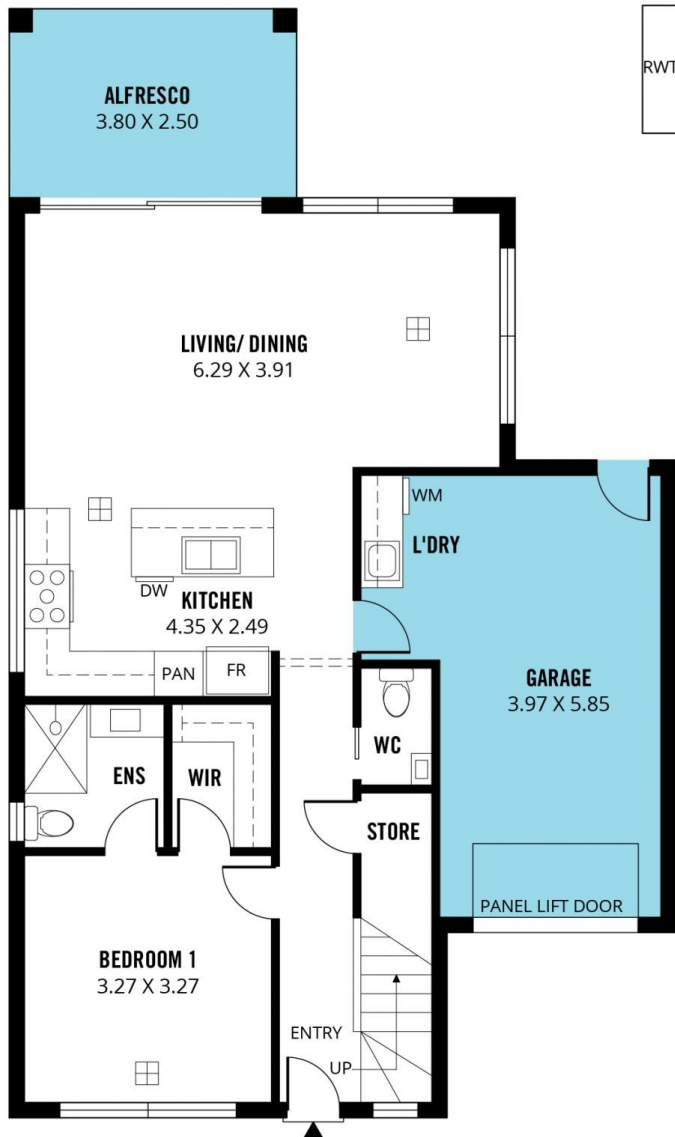 ALFRESCO
3.80 X 2.50
RWT
LIVING/ DINING
6.29 X 3.91
WM
L'DRY
DW
KITCHEN
4.35 X 2.49
PAN
FR
GARAGE
3.97 X 5.85
WC
ENS
WIR
STORE
PANEL LIFT DOOR
BEDROOM 1
3.27 X 3.27
ENTRY
UP